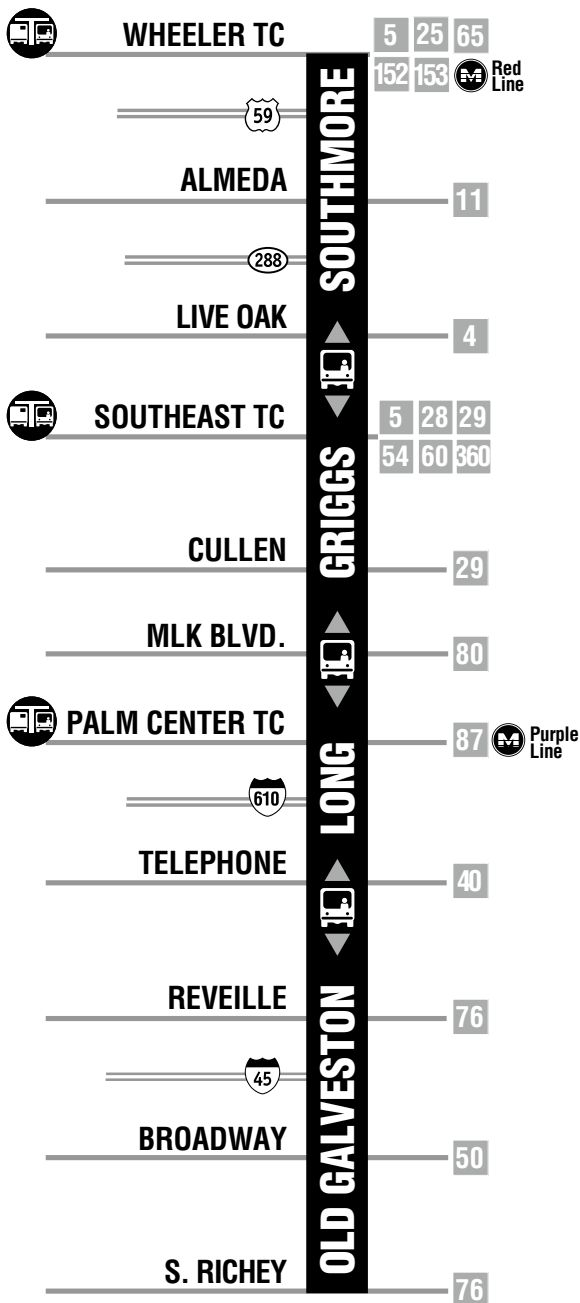 WHEELER TC 5 25 65
152 153 M Red Line
59
SOUTHMORE
ALMEDA 11
288
LIVE OAK 4
SOUTHEAST TC 5 28 29
54 60 360
GRIGGS
CULLEN 29
MLK BLVD. 80
PALM CENTER TC 87 M Purple Line
LONG
610
TELEPHONE 40
REVEILLE 76
OLD GALVESTON
45
BROADWAY 50
S. RICHEY 76